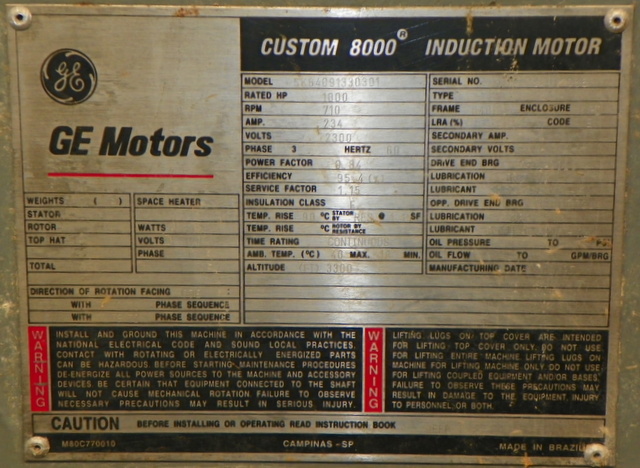 CUSTOM 8000® INDUCTION MOTOR
GE
GE Motors
MODEL
RATED HP 1000
RPM 710
AMP. 234
VOLTS 2300
PHASE 3 HERTZ
POWER FACTOR 0.84
EFFICIENCY 95.4
SERVICE FACTOR 1.15
INSULATION CLASS F
TEMP. RISE °C STATOR BY @ SF
TEMP. RISE °C ROTOR BY RESISTANCE
TIME RATING CONTINUOUS
AMB. TEMP. (°C) 40 MAX. MIN.
ALTITUDE 3300
SERIAL NO.
TYPE
FRAME ENCLOSURE
LRA (%) CODE
SECONDARY AMP.
SECONDARY VOLTS
DRIVE END BRG
LUBRICATION
LUBRICANT
OPP. DRIVE END BRG
LUBRICATION
LUBRICANT
OIL PRESSURE TO
OIL FLOW TO GPM/BRG
MANUFACTURING DATE
WEIGHTS ( ) SPACE HEATER
STATOR
ROTOR WATTS
TOP HAT VOLTS
PHASE
TOTAL
DIRECTION OF ROTATION FACING
WITH PHASE SEQUENCE
WITH PHASE SEQUENCE
WARNING
INSTALL AND GROUND THIS MACHINE IN ACCORDANCE WITH THE
NATIONAL ELECTRICAL CODE AND SOUND LOCAL PRACTICES.
CONTACT WITH ROTATING OR ELECTRICALLY ENERGIZED PARTS
CAN BE HAZARDOUS. BEFORE STARTING MAINTENANCE PROCEDURES
DE-ENERGIZE ALL POWER SOURCES TO THE MACHINE AND ACCESSORY
DEVICES BE CERTAIN THAT EQUIPMENT CONNECTED TO THE SHAFT
WILL NOT CAUSE MECHANICAL ROTATION FAILURE TO OBSERVE
NECESSARY PRECAUTIONS MAY RESULT IN SERIOUS INJURY.
WARNING
LIFTING LUGS ON TOP COVER ARE INTENDED
FOR LIFTING TOP COVER ONLY. DO NOT USE
FOR LIFTING ENTIRE MACHINE. LIFTING LUGS ON
MACHINE FOR LIFTING MACHINE ONLY. DO NOT USE
FOR LIFTING COUPLED EQUIPMENT AND/OR BASES.
FAILURE TO OBSERVE THESE PRECAUTIONS MAY
RESULT IN DAMAGE TO THE EQUIPMENT, INJURY
TO PERSONNEL, OR BOTH.
CAUTION BEFORE INSTALLING OR OPERATING READ INSTRUCTION BOOK
M80C770010 CAMPINAS -SP MADE IN BRAZIL